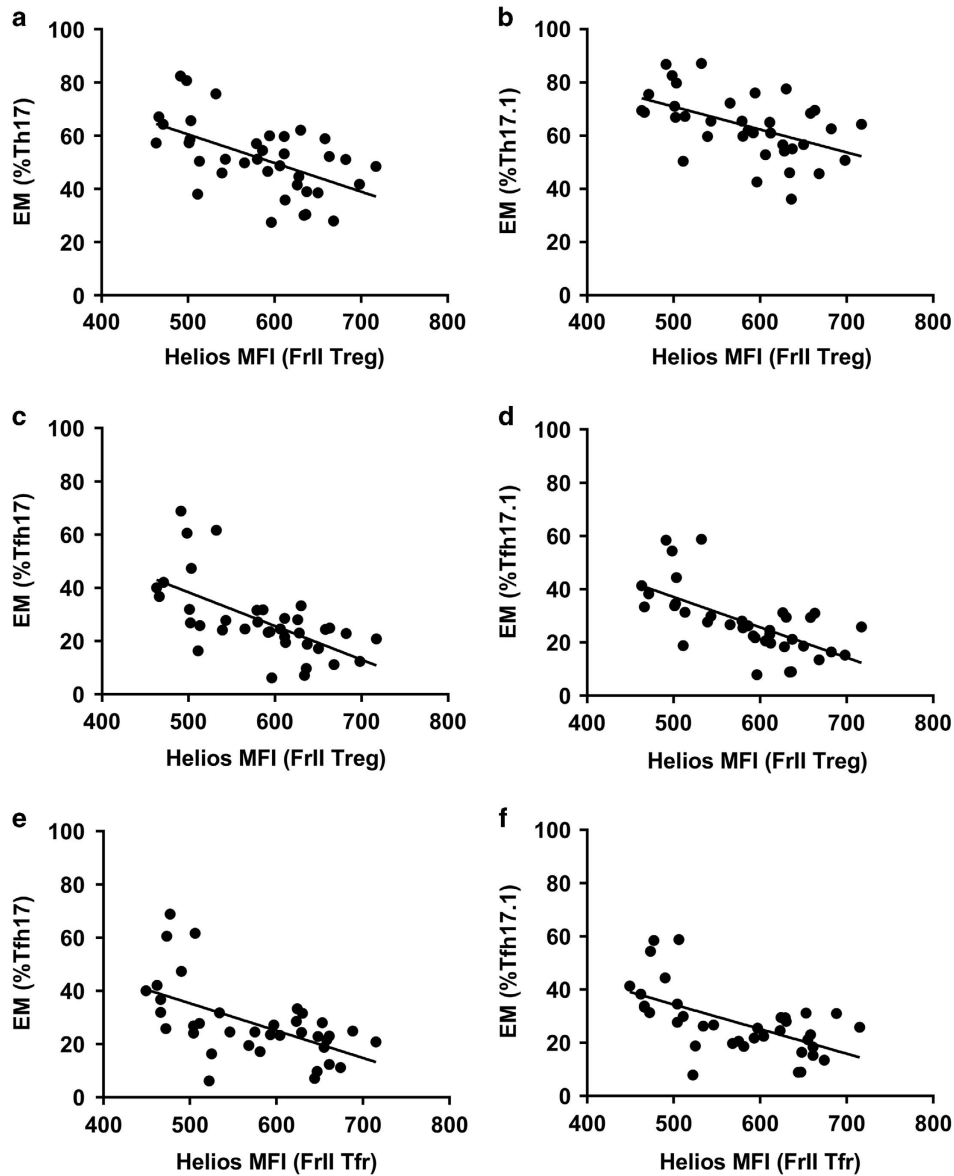 a
b
100
80
60
40
20
0
EM (%Th17)
400 500 600 700 800
Helios MFI (FrII Treg)
100
80
60
40
20
0
EM (%Th17.1)
400 500 600 700 800
Helios MFI (FrII Treg)
c
d
100
80
60
40
20
0
EM (%Tfh17)
400 500 600 700 800
Helios MFI (FrII Treg)
100
80
60
40
20
0
EM (%Tfh17.1)
400 500 600 700 800
Helios MFI (FrII Treg)
e
f
100
80
60
40
20
0
EM (%Tfh17)
400 500 600 700 800
Helios MFI (FrII Tfr)
100
80
60
40
20
0
EM (%Tfh17.1)
400 500 600 700 800
Helios MFI (FrII Tfr)